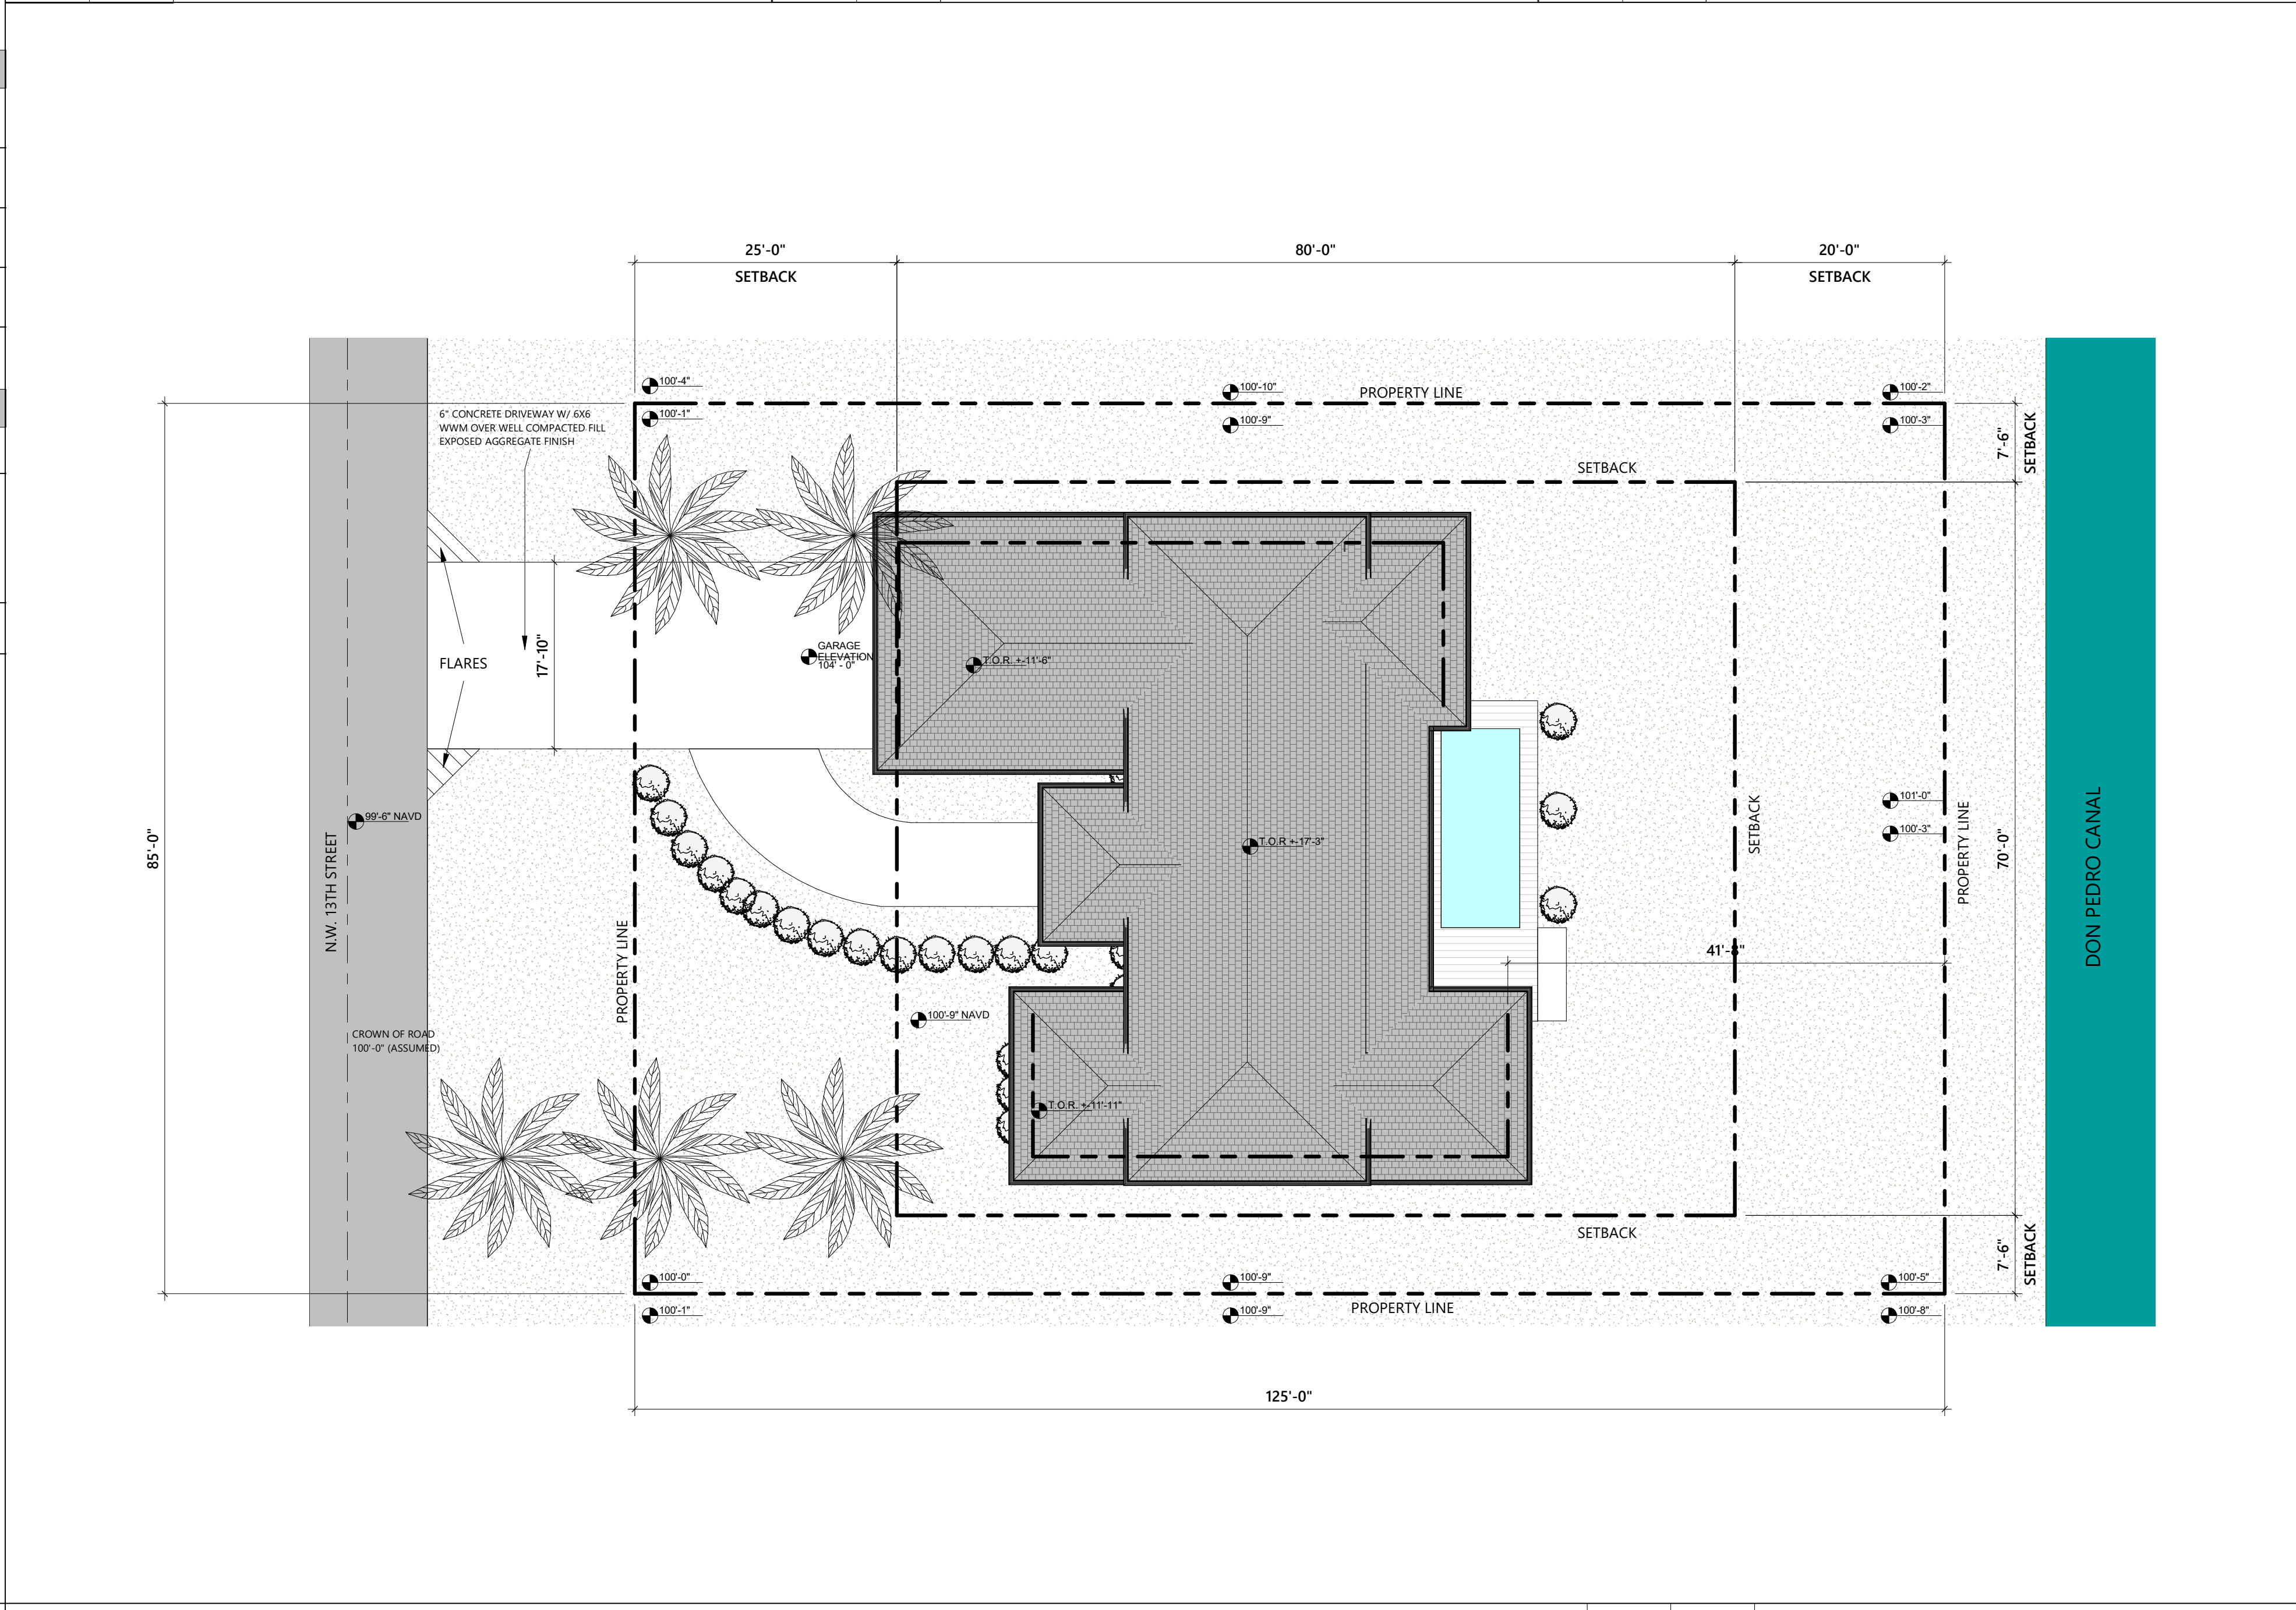 25'-0"
SETBACK
80'-0"
20'-0"
SETBACK
100'-4"
100'-1"
100'-10"
100'-9"
PROPERTY LINE
100'-2"
100'-3"
6" CONCRETE DRIVEWAY W/ 6X6
WWM OVER WELL COMPACTED FILL
EXPOSED AGGREGATE FINISH
7'-6"
SETBACK
SETBACK
FLARES
17'-10"
GARAGE
ELEVATION
104' - 0"
T.O.R. +-11'-6"
99'-6" NAVD
N.W. 13TH STREET
85'-0"
T.O.R +-17'-3"
SETBACK
101'-0"
100'-3"
PROPERTY LINE
70'-0"
DON PEDRO CANAL
41'-8"
PROPERTY LINE
100'-9" NAVD
CROWN OF ROAD
100'-0" (ASSUMED)
T.O.R. +-11'-11"
SETBACK
7'-6"
SETBACK
100'-0"
100'-1"
100'-9"
100'-9"
PROPERTY LINE
100'-5"
100'-8"
125'-0"